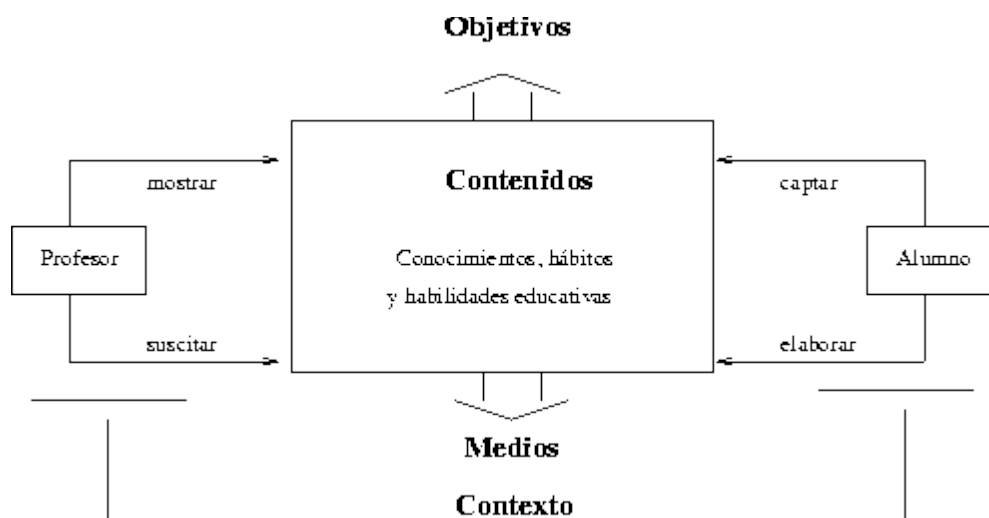 Objetivos
mostrar
Contenidos
captar
Profesor
Conocimientos, hábitos
y habilidades educativas
Alumno
suscitar
elaborar
Medios
Contexto